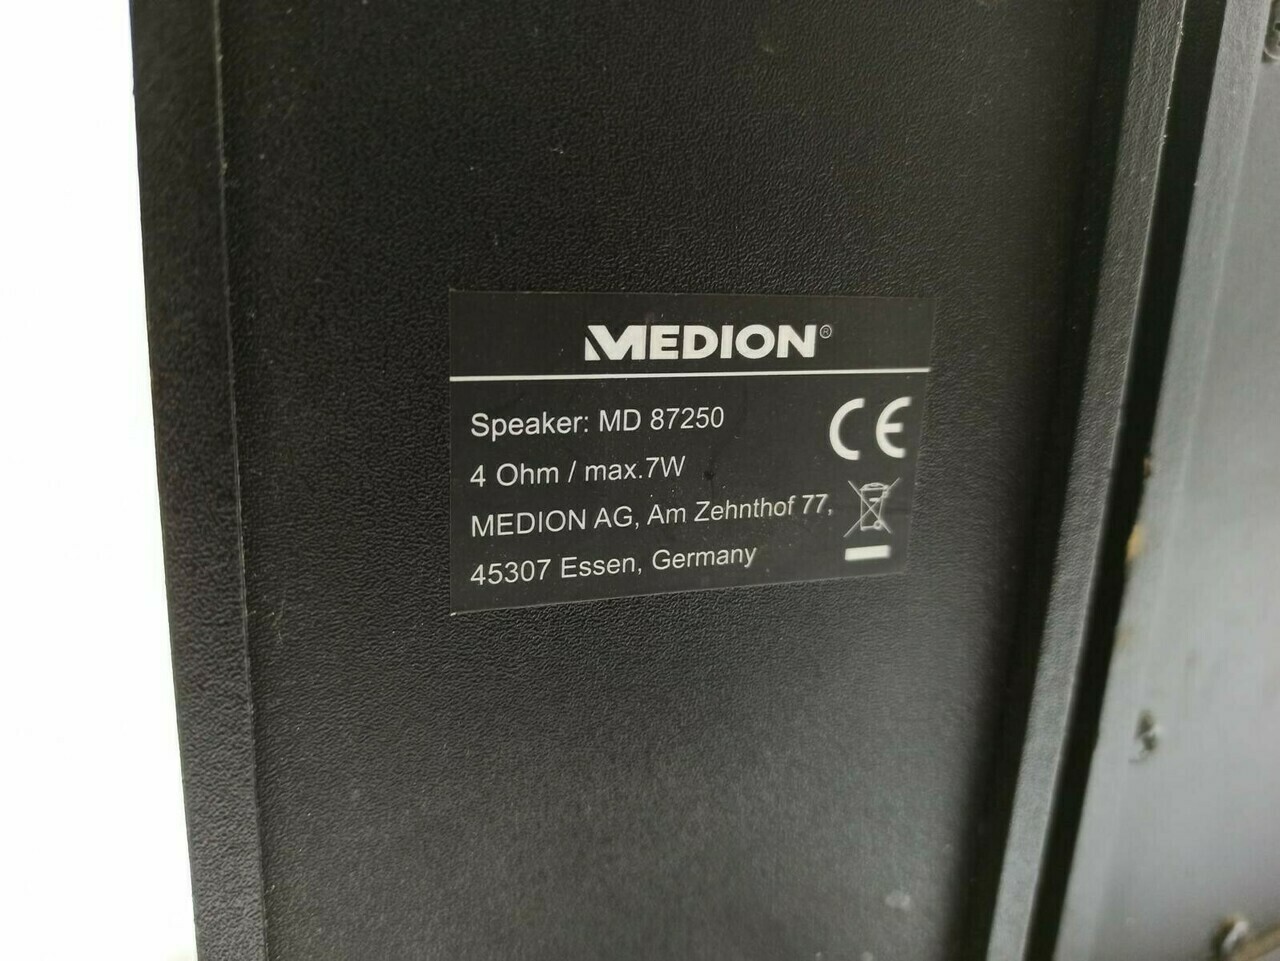 MEDION®
Speaker: MD 87250
4 Ohm / max.7W
MEDION AG, Am Zehnthof 77,
45307 Essen, Germany
CE